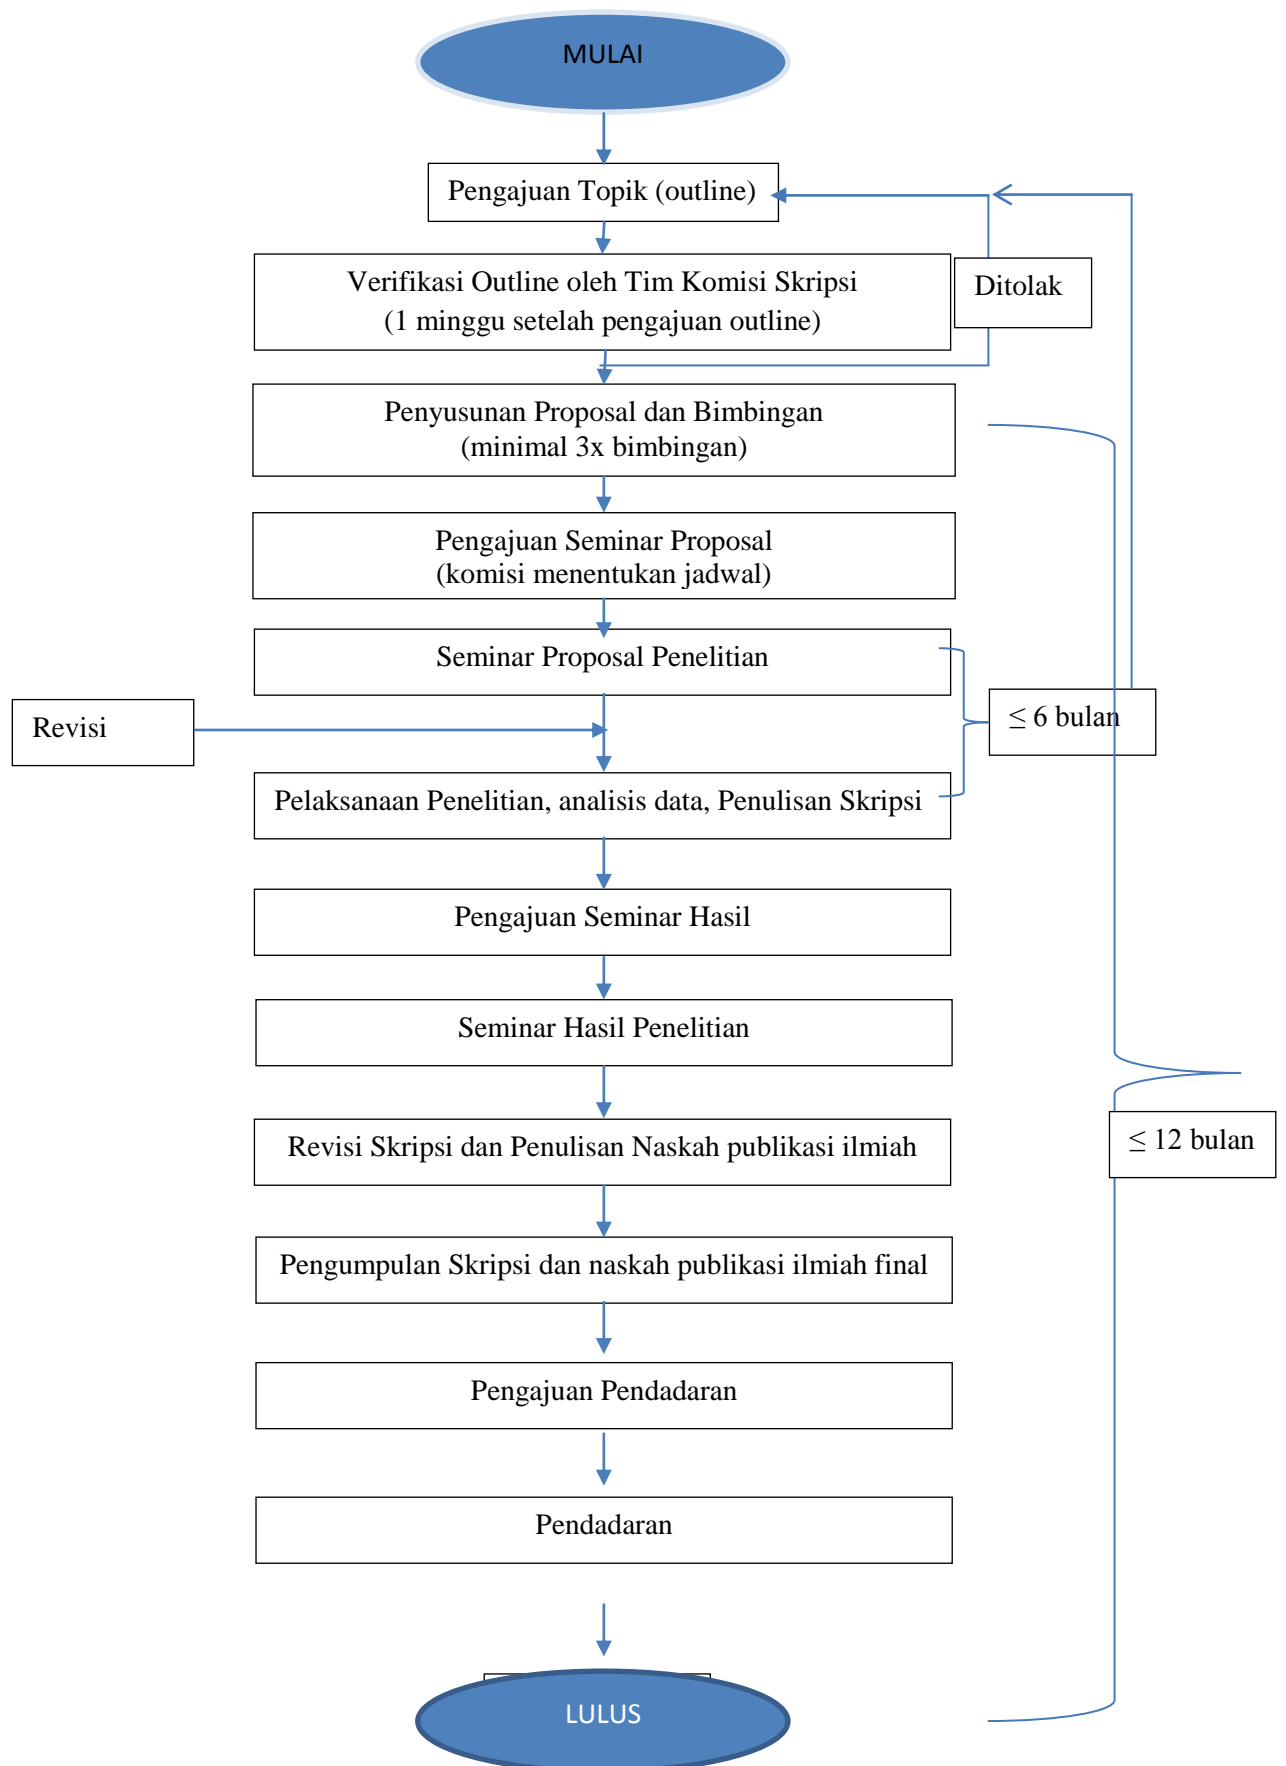 MULAI
Pengajuan Topik (outline)
Verifikasi Outline oleh Tim Komisi Skripsi
(1 minggu setelah pengajuan outline)
Ditolak
Penyusunan Proposal dan Bimbingan
(minimal 3x bimbingan)
Pengajuan Seminar Proposal
(komisi menentukan jadwal)
Seminar Proposal Penelitian
Revisi
≤ 6 bulan
Pelaksanaan Penelitian, analisis data, Penulisan Skripsi
Pengajuan Seminar Hasil
Seminar Hasil Penelitian
Revisi Skripsi dan Penulisan Naskah publikasi ilmiah
≤ 12 bulan
Pengumpulan Skripsi dan naskah publikasi ilmiah final
Pengajuan Pendadaran
Pendadaran
LULUS